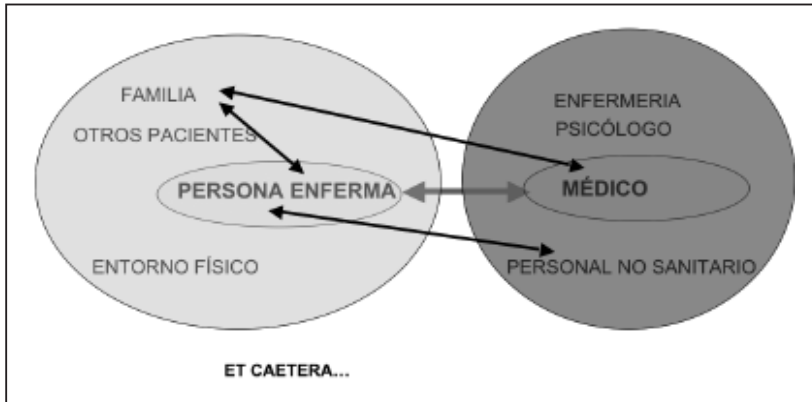 FAMILIA
OTROS PACIENTES
PERSONA ENFERMA
ENTORNO FÍSICO
ENFERMERIA
PSICÓLOGO
MÉDICO
PERSONAL NO SANITARIO
ET CAETERA...